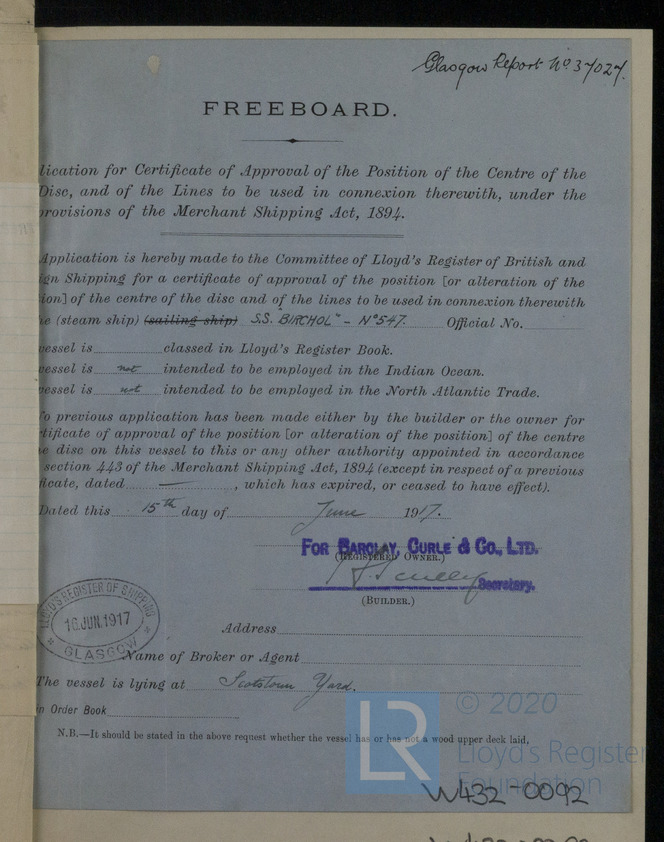 Glasgow Report No 37027.
FREEBOARD.
lication for Certificate of Approval of the Position of the Centre of the
Disc, and of the Lines to be used in connexion therewith, under the
rovisions of the Merchant Shipping Act, 1894.
Application is hereby made to the Committee of Lloyd's Register of British and
ign Shipping for a certificate of approval of the position [or alteration of the
ion] of the centre of the disc and of the lines to be used in connexion therewith
e (steam ship) (sailing ship) S.S. BIRCHOL" - No 547. Official No.
vessel is classed in Lloyd's Register Book.
vessel is not intended to be employed in the Indian Ocean.
vessel is not intended to be employed in the North Atlantic Trade.
o previous application has been made either by the builder or the owner for
tificate of approval of the position [or alteration of the position] of the centre
e disc on this vessel to this or any other authority appointed in accordance
section 443 of the Merchant Shipping Act, 1894 (except in respect of a previous
ficate, dated —, which has expired, or ceased to have effect).
Dated this 15th day of June 1917.
FOR BARCLAY, CURLE & CO., LTD.
(REGISTERED OWNER.)
Secretary.
(BUILDER.)
LLOYD'S REGISTER OF SHIPPING
16 JUN. 1917
GLASGOW
Address
Name of Broker or Agent
The vessel is lying at Scotstoun Yard.
in Order Book
N.B.—It should be stated in the above request whether the vessel has or has not a wood upper deck laid,
LR
© 2020
Lloyd's Register
Foundation
W432-0092